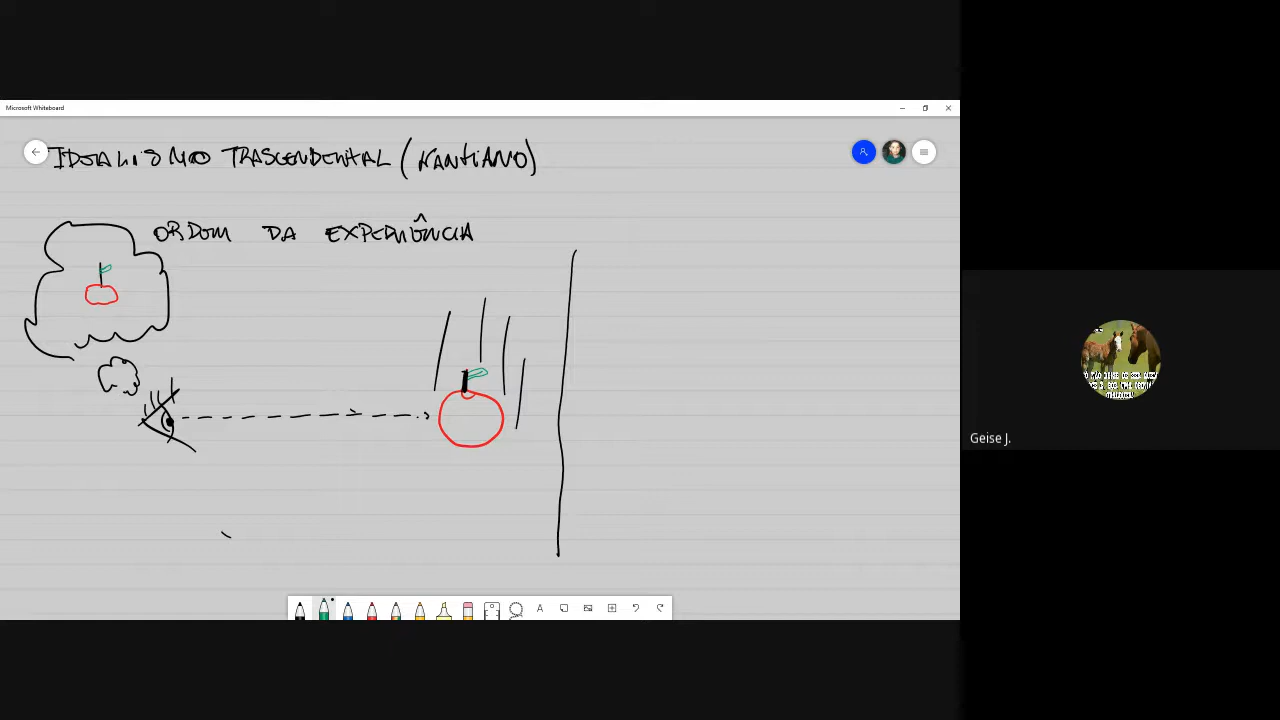 Microsoft Whiteboard
IDEALISMO TRASCENDENTAL (KANTIANO)
ORDEM DA EXPERIÊNCIA
A
Geise J.